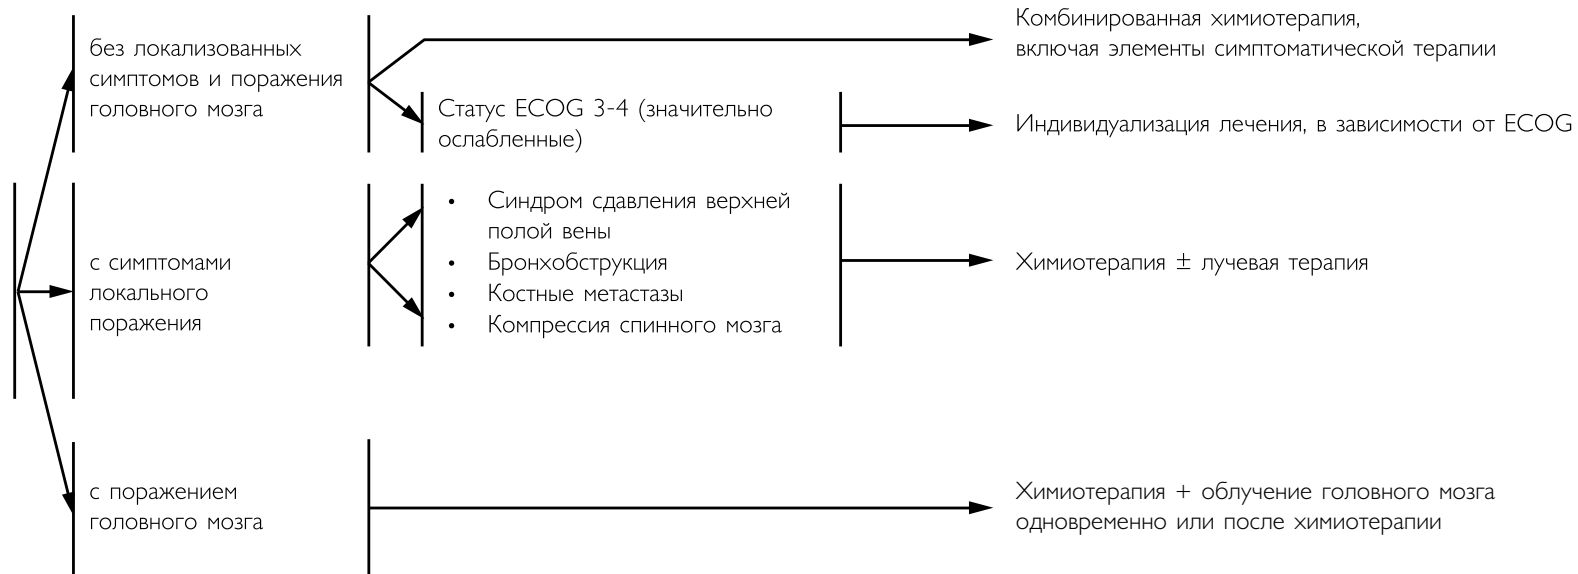 без локализованных
симптомов и поражения
головного мозга
Комбинированная химиотерапия,
включая элементы симптоматической терапии
Статус ECOG 3-4 (значительно
ослабленные)
Индивидуализация лечения, в зависимости от ECOG
с симптомами
локального
поражения
• Синдром сдавления верхней
полой вены
• Бронхобструкция
• Костные метастазы
• Компрессия спинного мозга
Химиотерапия ± лучевая терапия
с поражением
головного мозга
Химиотерапия + облучение головного мозга
одновременно или после химиотерапии